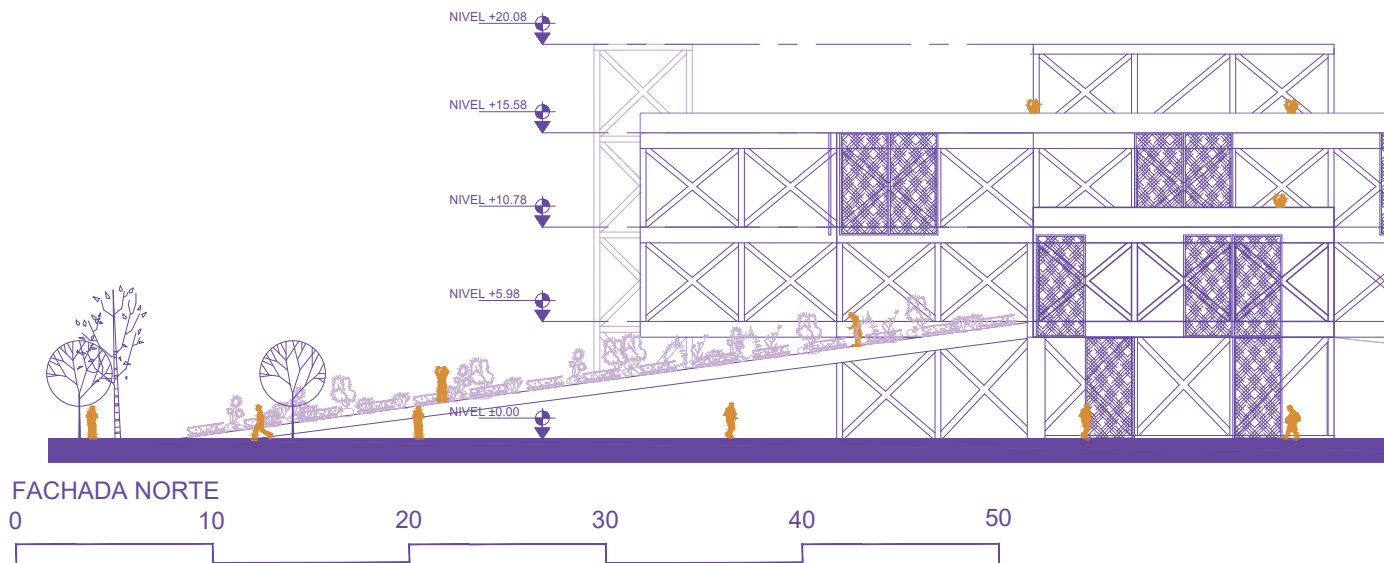 NIVEL +20.08
NIVEL +15.58
NIVEL +10.78
NIVEL +5.98
NIVEL ±0.00
FACHADA NORTE
0 10 20 30 40 50